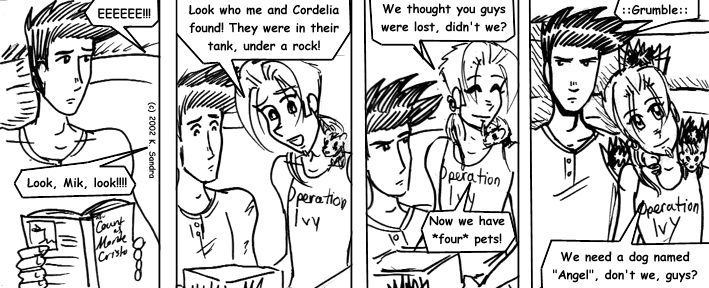 EEEEEE!!!
Look, Mik, look!!!!
Count
of
Monte
Cristo
(c) 2002 K. Sandra
Look who me and Cordelia
found! They were in their
tank, under a rock!
Operation
Ivy
We thought you guys
were lost, didn't we?
Operation
Ivy
Now we have
*four* pets!
::Grumble::
Operation
Ivy
We need a dog named
"Angel", don't we, guys?